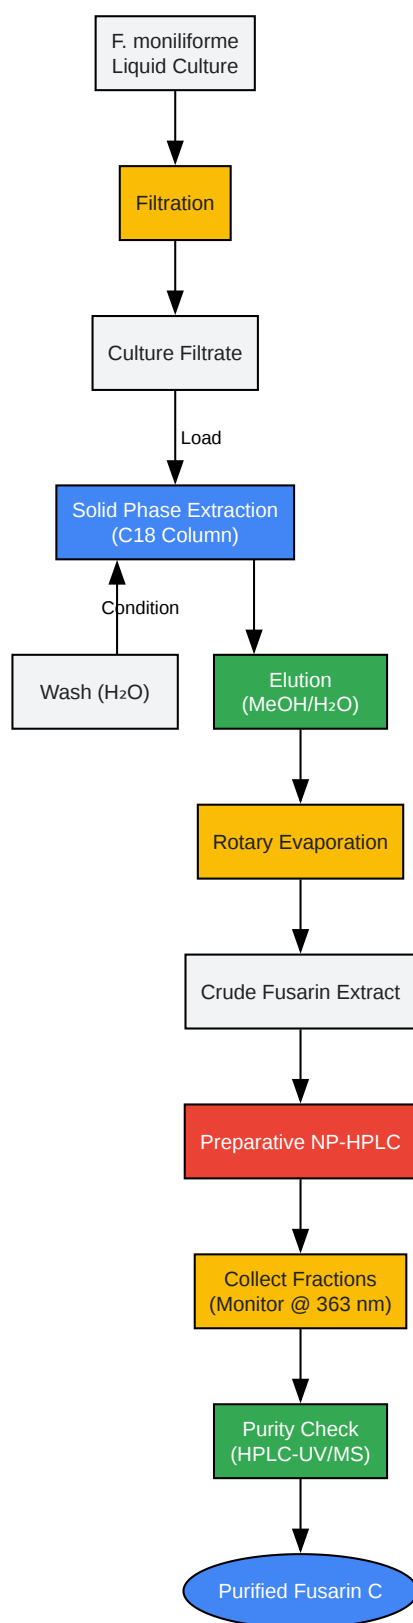 F. moniliforme
Liquid Culture
Filtration
Culture Filtrate
Load
Solid Phase Extraction
(C18 Column)
Condition
Wash (H₂O)
Elution
(MeOH/H₂O)
Rotary Evaporation
Crude Fusarin Extract
Preparative NP-HPLC
Collect Fractions
(Monitor @ 363 nm)
Purity Check
(HPLC-UV/MS)
Purified Fusarin C